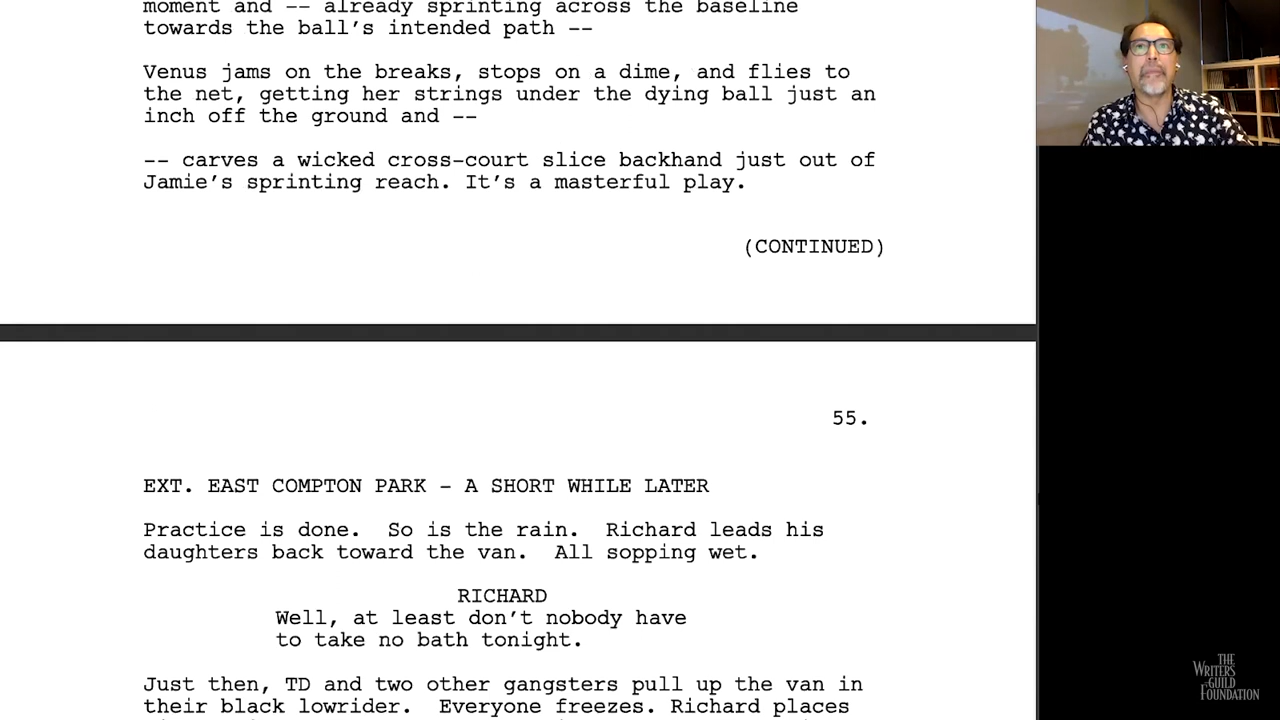 moment and -- already sprinting across the baseline
towards the ball's intended path --
Venus jams on the breaks, stops on a dime, and flies to
the net, getting her strings under the dying ball just an
inch off the ground and --
-- carves a wicked cross-court slice backhand just out of
Jamie's sprinting reach. It's a masterful play.
(CONTINUED)
55.
EXT. EAST COMPTON PARK - A SHORT WHILE LATER
Practice is done. So is the rain. Richard leads his
daughters back toward the van. All sopping wet.
RICHARD
Well, at least don't nobody have
to take no bath tonight.
Just then, TD and two other gangsters pull up the van in
their black lowrider. Everyone freezes. Richard places
THE
WRITERS
GUILD
FOUNDATION